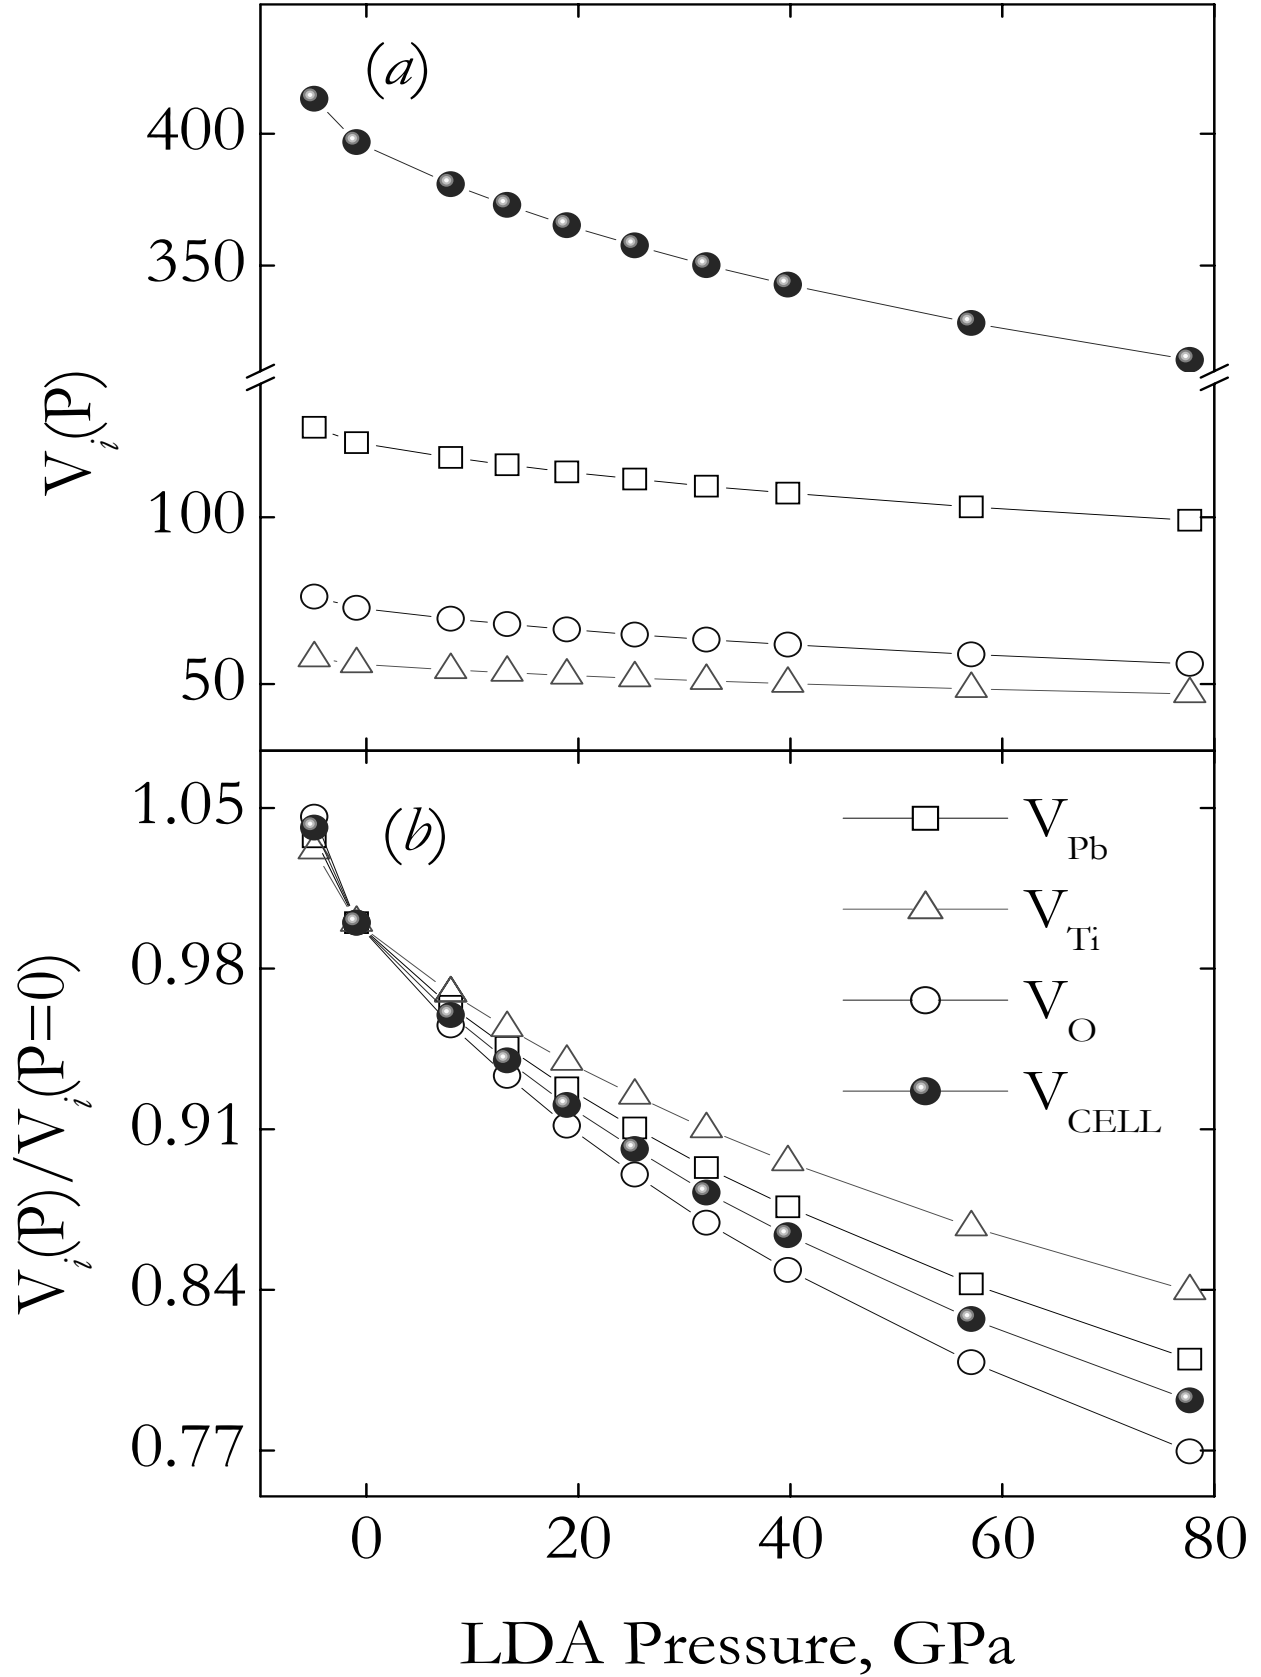 (a)
400
350
100
50
V_i(P)
(b)
1.05
0.98
0.91
0.84
0.77
V_i(P)/V_i(P=0)
V_Pb
V_Ti
V_O
V_CELL
0 20 40 60 80
LDA Pressure, GPa